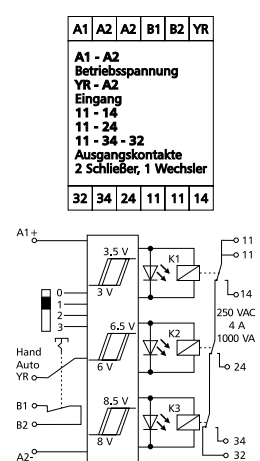 A1 A2 A2 B1 B2 YR
A1 - A2
Betriebsspannung
YR - A2
Eingang
11 - 14
11 - 24
11 - 34 - 32
Ausgangskontakte
2 Schließer, 1 Wechsler
32 34 24 11 11 14
A1+
3.5 V
3 V
K1
11
11
14
0
1
2
3
6.5 V
6 V
K2
250 VAC
4 A
1000 VA
24
Hand
Auto
YR
B1
B2
8.5 V
8 V
K3
34
32
A2-